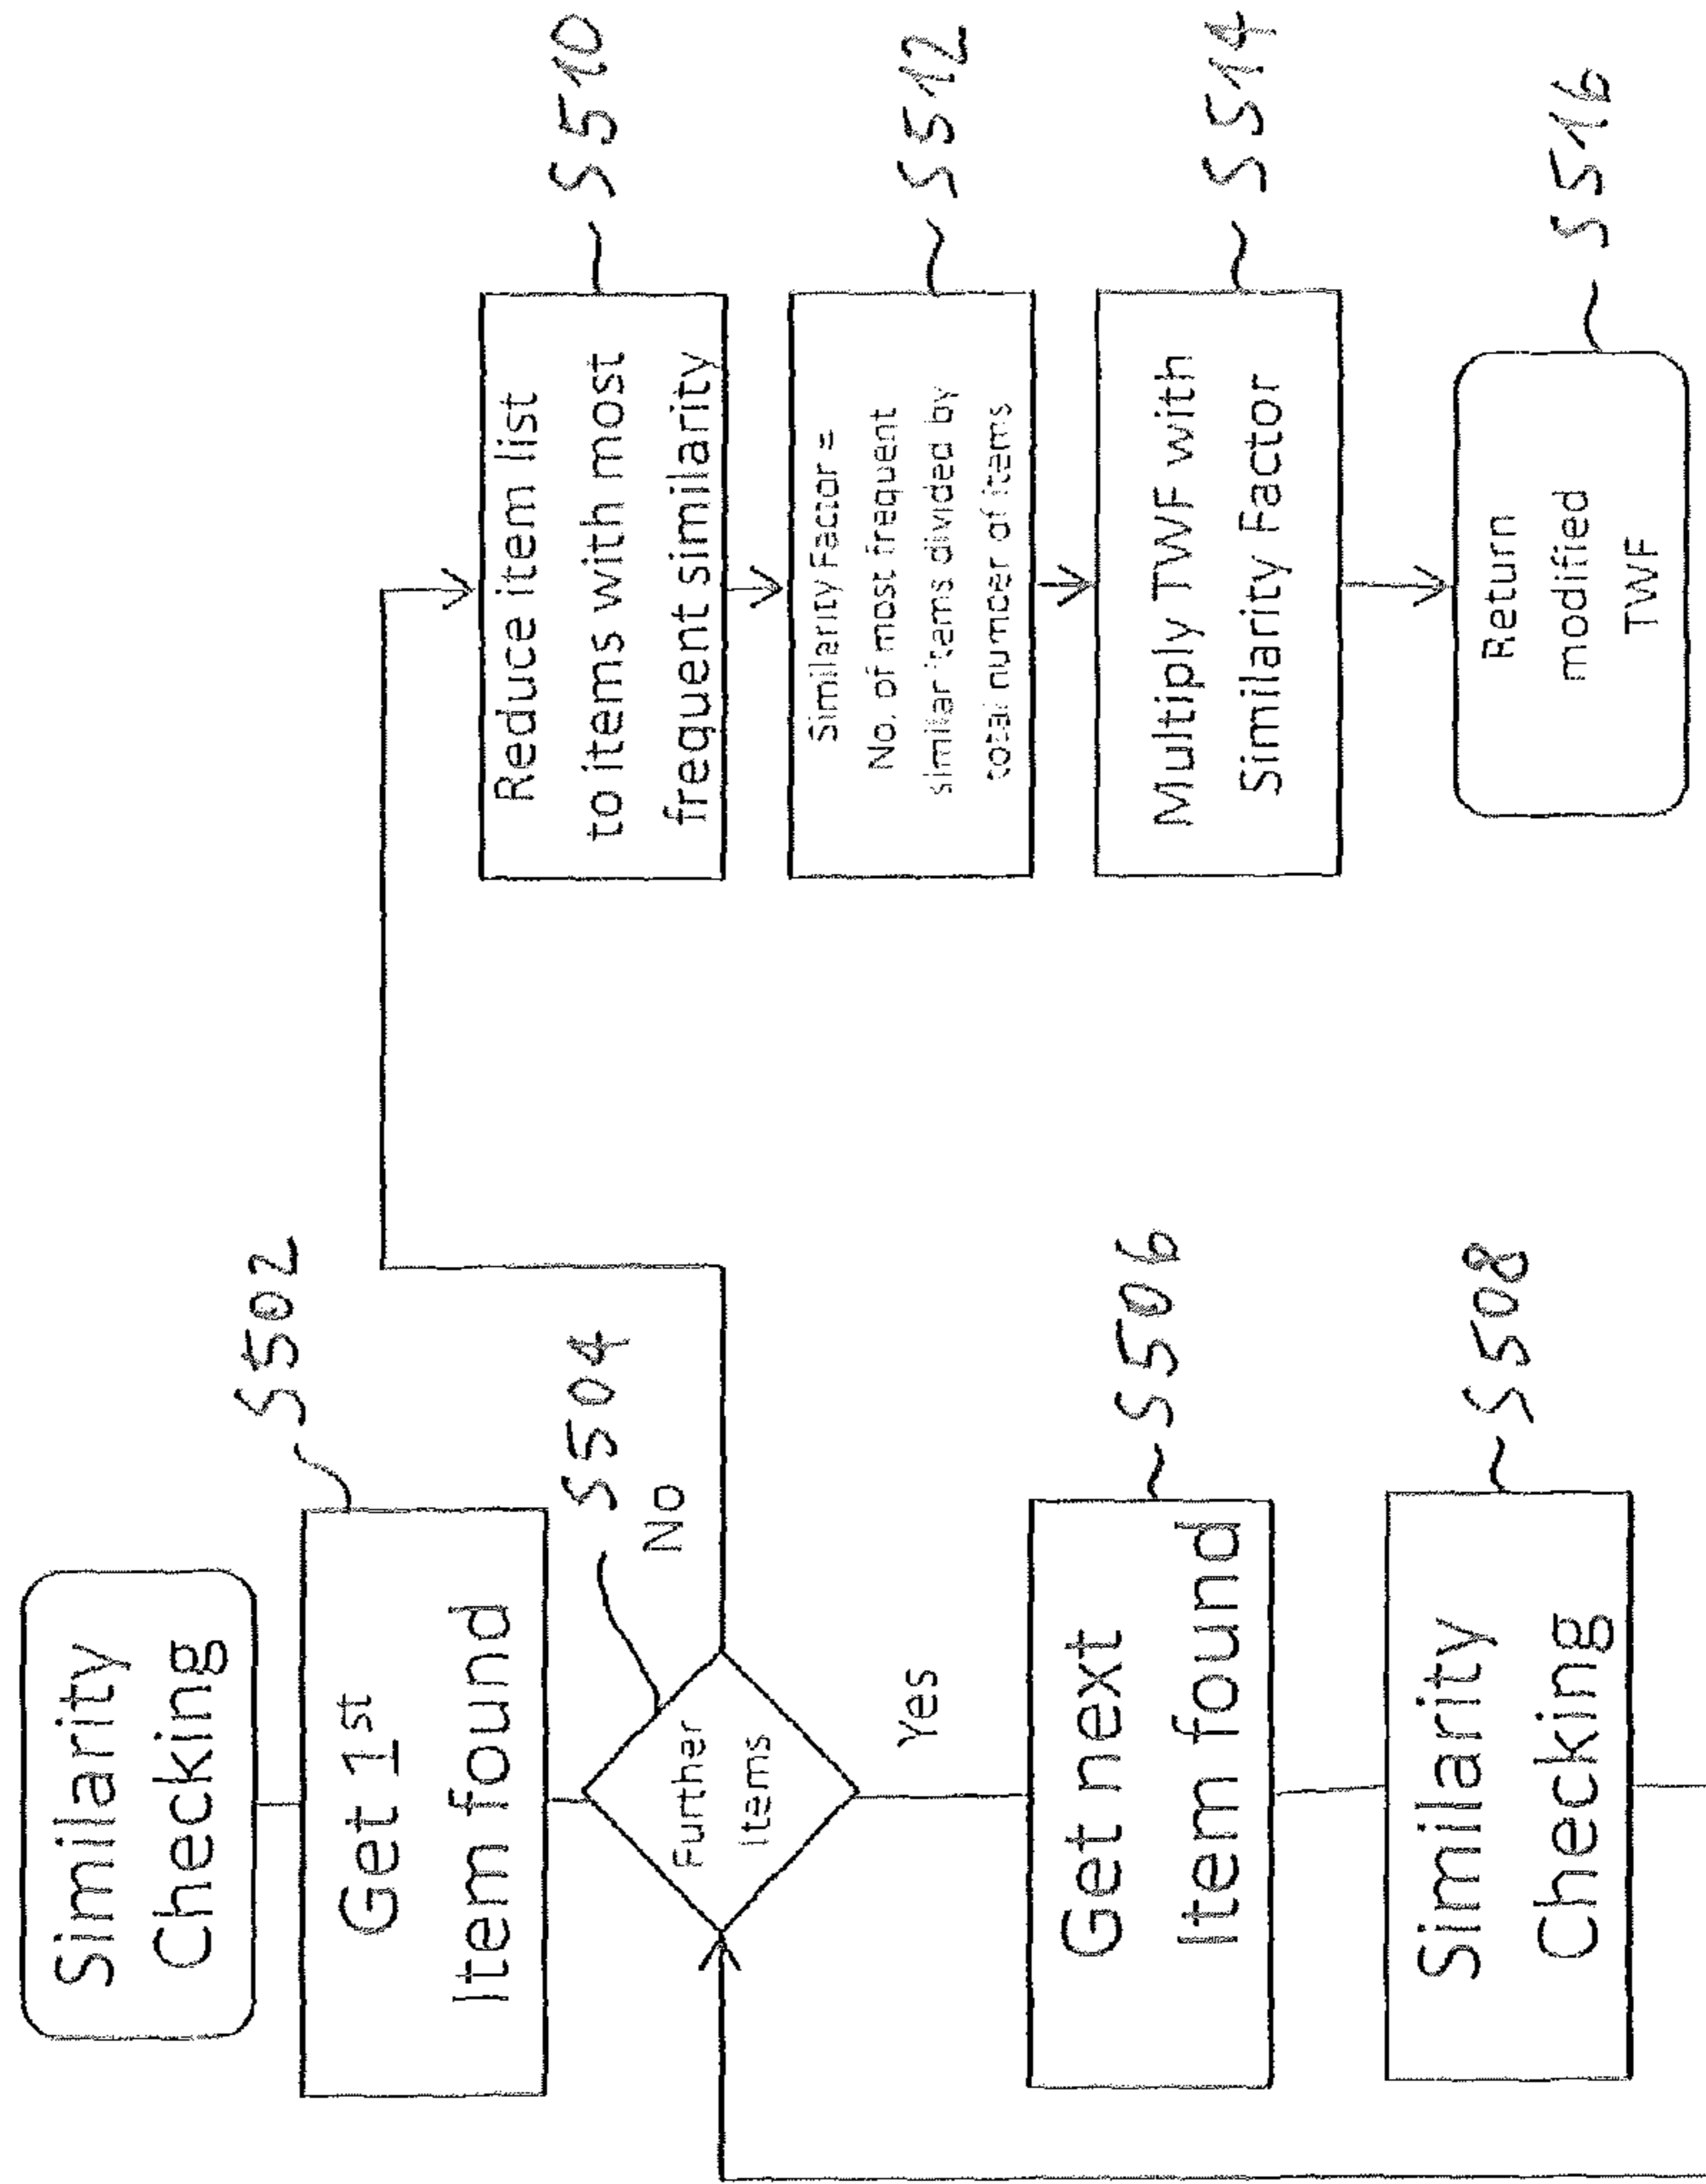 Similarity
Checking
S502
Get 1st
Item found
S504
No
Further
items
Yes
Get next
Item found
S506
Similarity
Checking
S508
Reduce item list
to items with most
frequent similarity
S510
Similarity Factor =
No. of most frequent
similar items divided by
total number of items
S512
Multiply TWF with
Similarity Factor
S514
Return
modified
TWF
S516